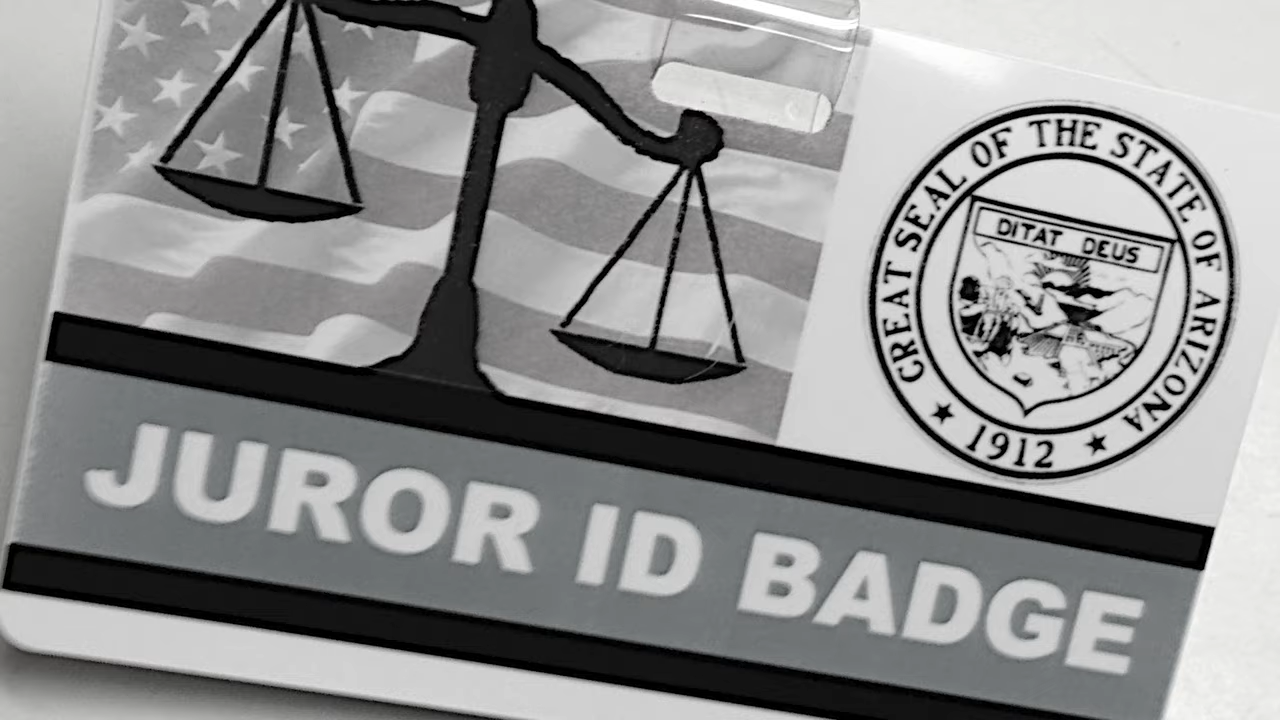 GREAT SEAL OF THE STATE OF ARIZONA
DITAT DEUS
★ 1912 ★
JUROR ID BADGE